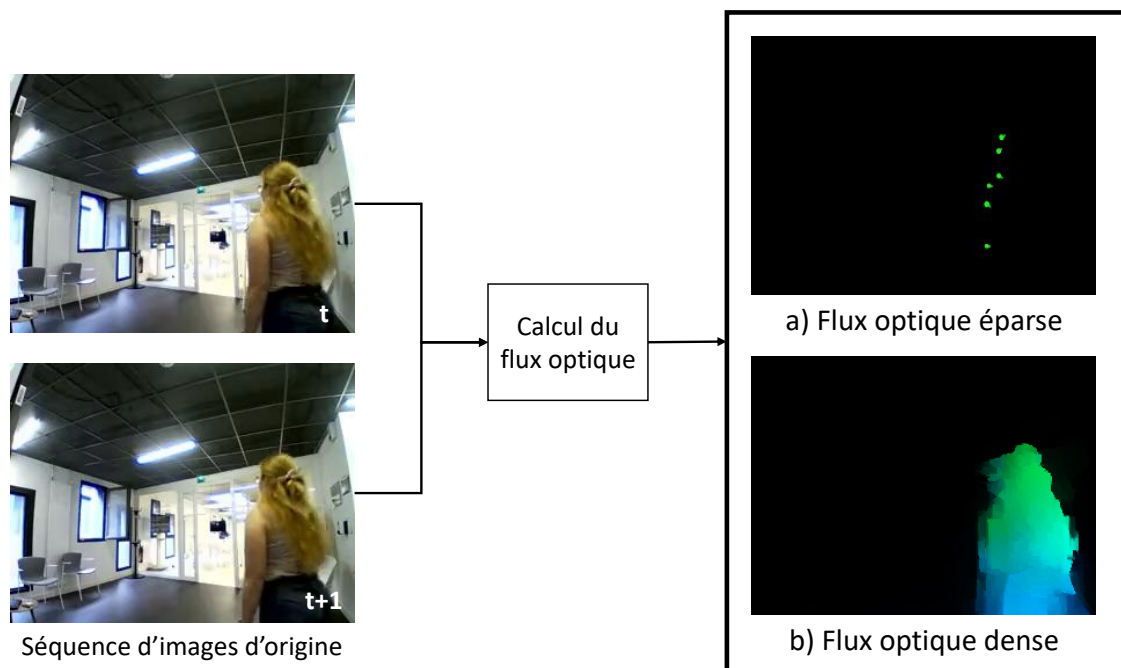 t
t+1
Séquence d'images d'origine
Calcul du
flux optique
a) Flux optique éparse
b) Flux optique dense